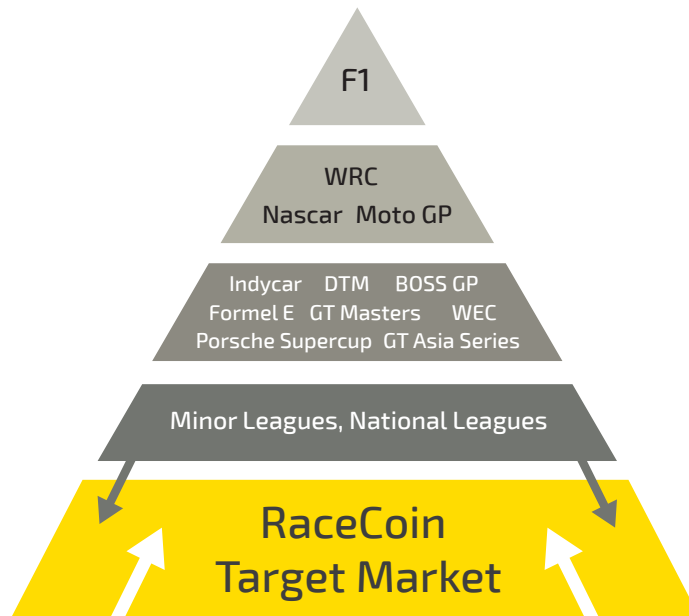 F1
WRC
Nascar Moto GP
Indycar DTM BOSS GP
Formel E GT Masters WEC
Porsche Supercup GT Asia Series
Minor Leagues, National Leagues
RaceCoin
Target Market